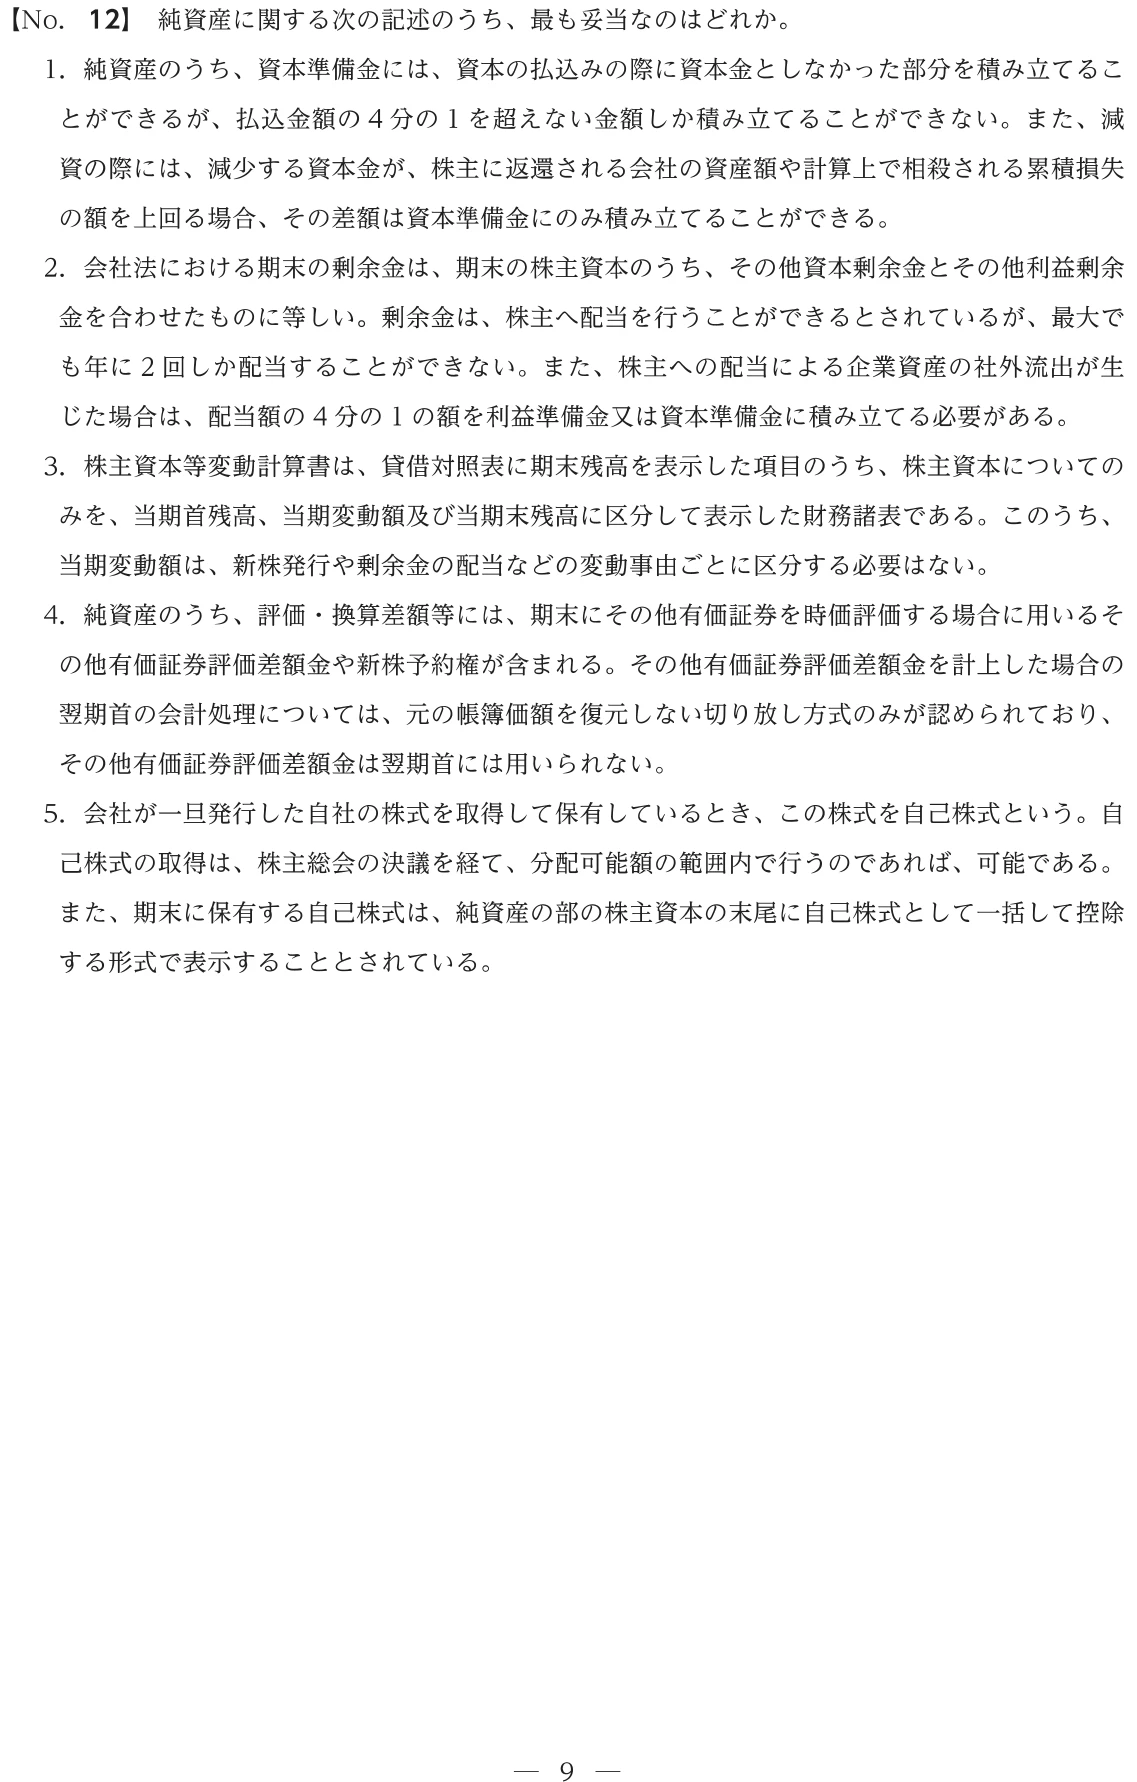 【No. 12】 純資産に関する次の記述のうち、最も妥当なのはどれか。
1. 純資産のうち、資本準備金には、資本の払込みの際に資本金としなかった部分を積み立てるこ
とができるが、払込金額の4分の1を超えない金額しか積み立てることができない。また、減
資の際には、減少する資本金が、株主に返還される会社の資産額や計算上で相殺される累積損失
の額を上回る場合、その差額は資本準備金にのみ積み立てることができる。
2. 会社法における期末の剰余金は、期末の株主資本のうち、その他資本剰余金とその他利益剰余
金を合わせたものに等しい。剰余金は、株主へ配当を行うことができるとされているが、最大で
も年に2回しか配当することができない。また、株主への配当による企業資産の社外流出が生
じた場合は、配当額の4分の1の額を利益準備金又は資本準備金に積み立てる必要がある。
3. 株主資本等変動計算書は、貸借対照表に期末残高を表示した項目のうち、株主資本についての
みを、当期首残高、当期変動額及び当期末残高に区分して表示した財務諸表である。このうち、
当期変動額は、新株発行や剰余金の配当などの変動事由ごとに区分する必要はない。
4. 純資産のうち、評価・換算差額等には、期末にその他有価証券を時価評価する場合に用いるそ
の他有価証券評価差額金や新株予約権が含まれる。その他有価証券評価差額金を計上した場合の
翌期首の会計処理については、元の帳簿価額を復元しない切り放し方式のみが認められており、
その他有価証券評価差額金は翌期首には用いられない。
5. 会社が一旦発行した自社の株式を取得して保有しているとき、この株式を自己株式という。自
己株式の取得は、株主総会の決議を経て、分配可能額の範囲内で行うのであれば、可能である。
また、期末に保有する自己株式は、純資産の部の株主資本の末尾に自己株式として一括して控除
する形式で表示することとされている。
— 9 —